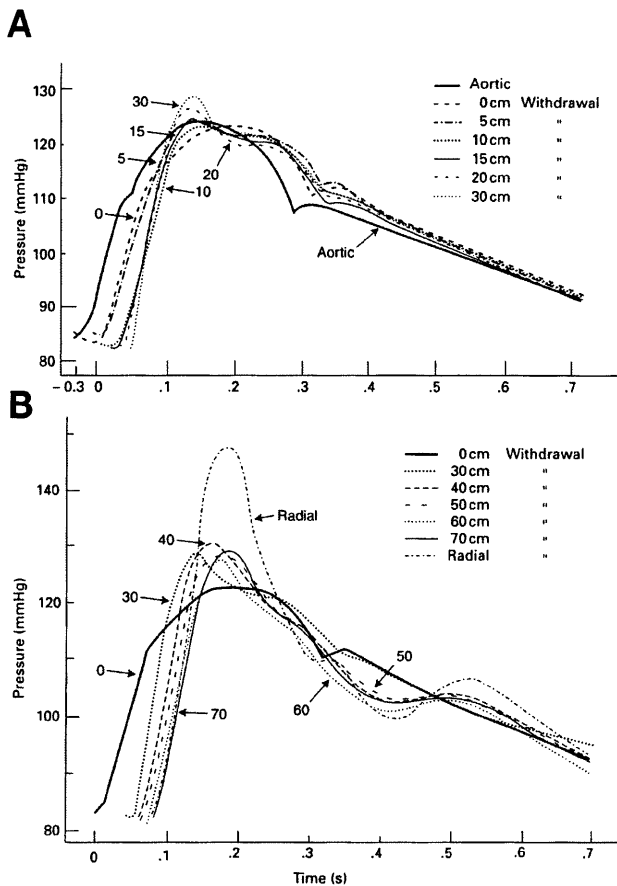 A
Pressure (mmHg)
130
120
110
100
90
80
30
15
5
0
20
10
Aortic
Aortic
0 cm Withdrawal
5 cm "
10 cm "
15 cm "
20 cm "
30 cm "
−0.3 0 .1 .2 .3 0.4 .5 .6 .7
B
Pressure (mmHg)
140
120
100
80
40
30
0
70
Radial
50
60
0 cm Withdrawal
30 cm "
40 cm "
50 cm "
60 cm "
70 cm "
Radial "
0 .1 .2 0.3 .4 .5 .6 .7
Time (s)